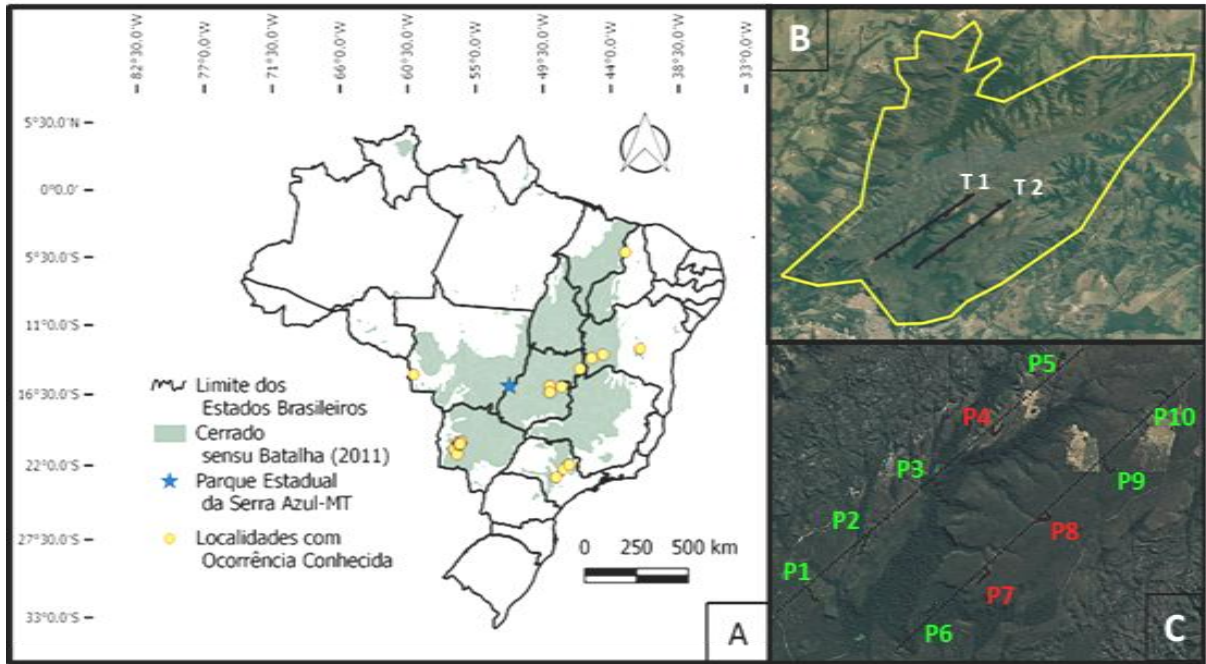 82°30.0'W
77°0.0'W
71°30.0'W
66°0.0'W
60°30.0'W
55°0.0'W
49°30.0'W
44°0.0'W
38°30.0'W
33°0.0'W
5°30.0'N
0°0.0'
5°30.0'S
11°0.0'S
16°30.0'S
22°0.0'S
27°30.0'S
33°0.0'S
Limite dos
Estados Brasileiros
Cerrado
sensu Batalha (2011)
Parque Estadual
da Serra Azul-MT
Localidades com
Ocorrência Conhecida
0 250 500 km
A
B
T 1
T 2
P5
P4
P10
P3
P9
P2
P8
P1
P7
P6
C